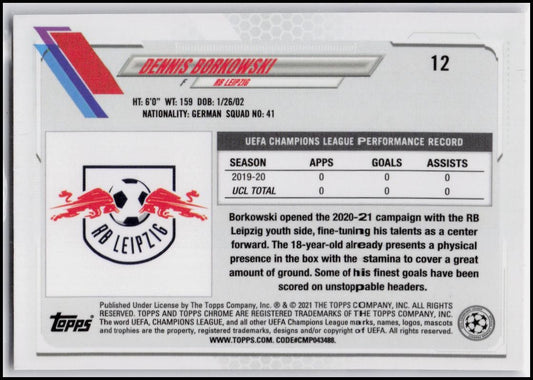 DENNIS BORKOWSKI
12
F RB LEIPZIG
HT: 6'0" WT: 159 DOB: 1/26/02
NATIONALITY: GERMAN SQUAD NO: 41
UEFA CHAMPIONS LEAGUE PERFORMANCE RECORD
SEASON APPS GOALS ASSISTS
2019-20 0 0 0
UCL TOTAL 0 0 0
RB LEIPZIG
Borkowski opened the 2020-21 campaign with the RB
Leipzig youth side, fine-tuning his talents as a center
forward. The 18-year-old already presents a physical
presence in the box with the stamina to cover a great
amount of ground. Some of his finest goals have been
scored on unstoppable headers.
Topps
Published Under License by The Topps Company, Inc. ® & © 2021 THE TOPPS COMPANY, INC. ALL RIGHTS
RESERVED. TOPPS AND TOPPS CHROME ARE REGISTERED TRADEMARKS OF THE TOPPS COMPANY, INC.
The word UEFA, CHAMPIONS LEAGUE, and all other UEFA Champions League marks, names, logos, mascots
and trophies are the property, registered trademarks, designs and/or copyright of UEFA. All rights reserved.
WWW.TOPPS.COM. CODE#CMP043488.